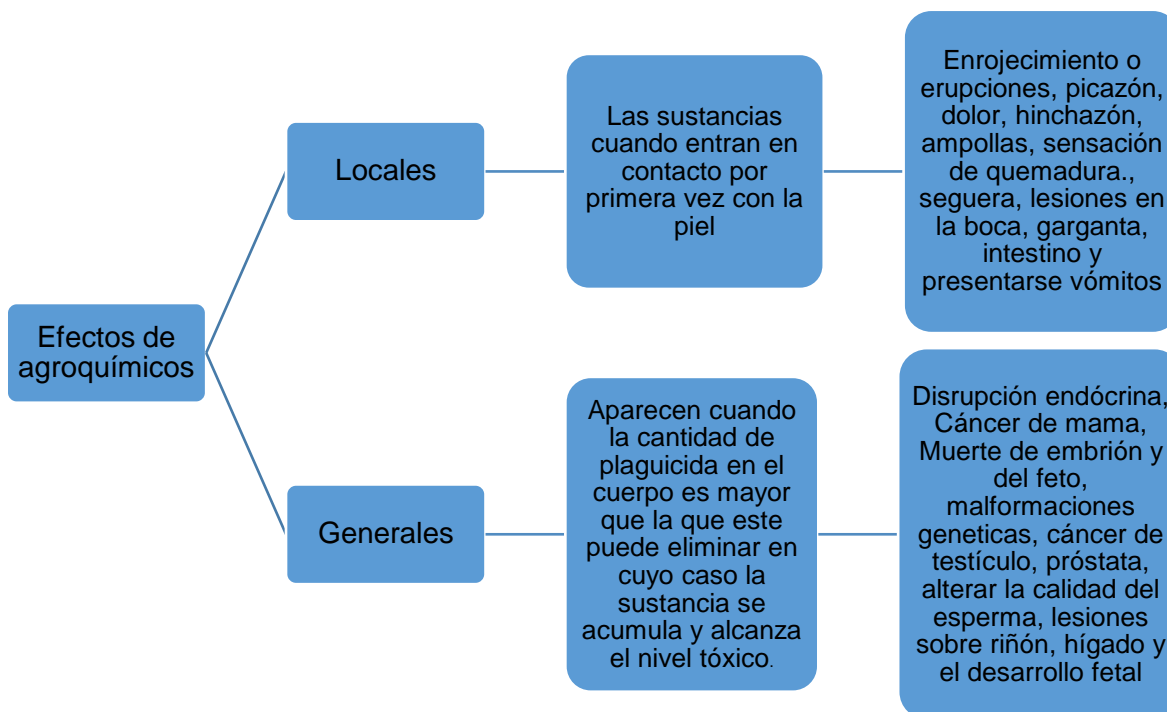 Efectos de
agroquímicos
Locales
Las sustancias
cuando entran en
contacto por
primera vez con la
piel
Enrojecimiento o
erupciones, picazón,
dolor, hinchazón,
ampollas, sensación
de quemadura.,
seguera, lesiones en
la boca, garganta,
intestino y
presentarse vómitos
Generales
Aparecen cuando
la cantidad de
plaguicida en el
cuerpo es mayor
que la que este
puede eliminar en
cuyo caso la
sustancia se
acumula y alcanza
el nivel tóxico.
Disrupción endócrina,
Cáncer de mama,
Muerte de embrión y
del feto,
malformaciones
geneticas, cáncer de
testículo, próstata,
alterar la calidad del
esperma, lesiones
sobre riñón, hígado y
el desarrollo fetal